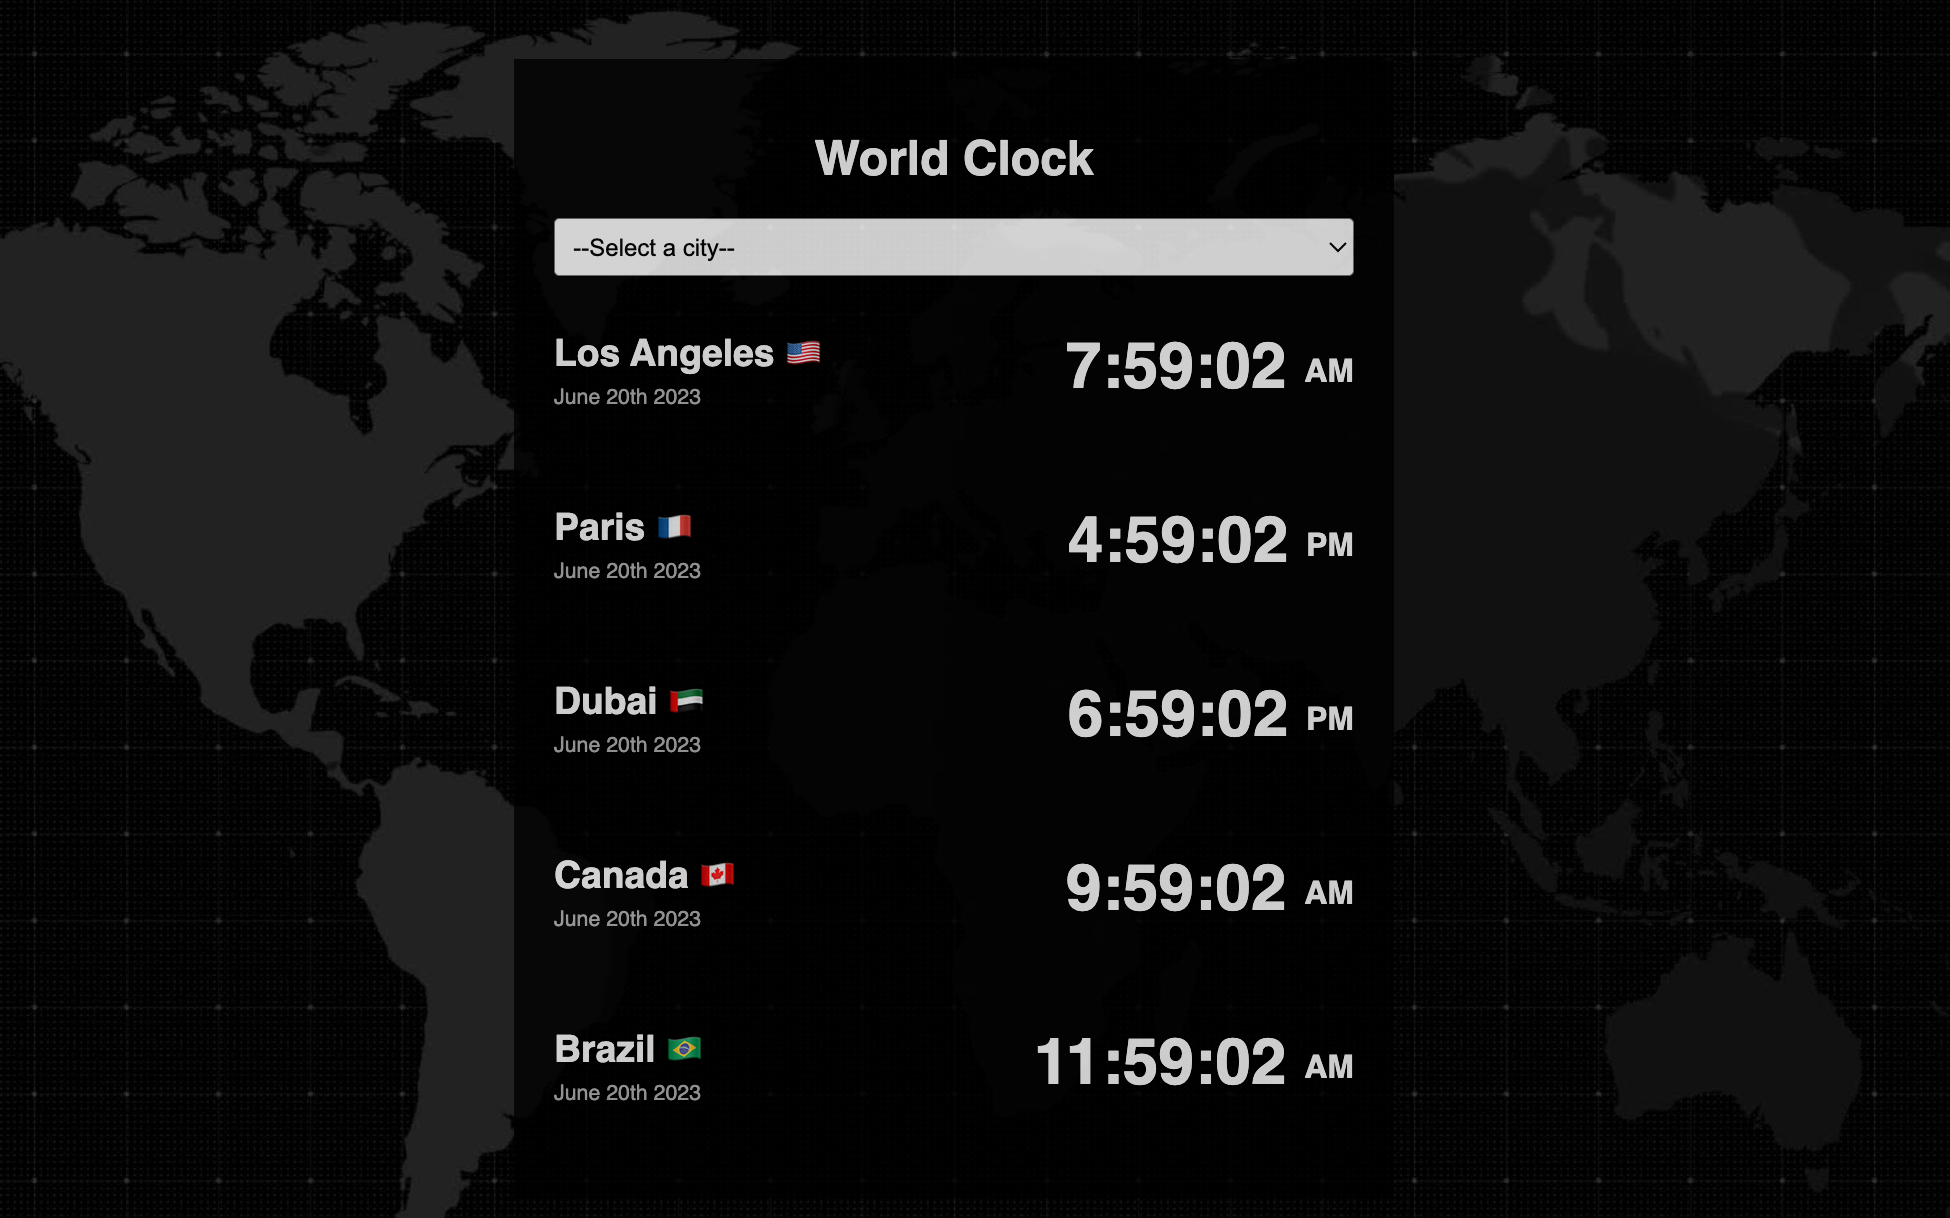 World Clock
--Select a city--
Los Angeles 🇺🇸
7:59:02 AM
June 20th 2023
Paris 🇫🇷
4:59:02 PM
June 20th 2023
Dubai 🇦🇪
6:59:02 PM
June 20th 2023
Canada 🇨🇦
9:59:02 AM
June 20th 2023
Brazil 🇧🇷
11:59:02 AM
June 20th 2023